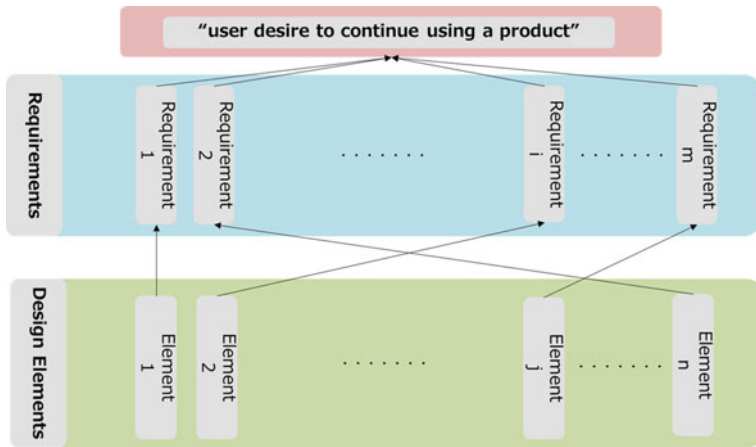 “user desire to continue using a product”
Requirements
Requirement
1
Requirement
2
. . . . . . .
Requirement
i
. . . . . . .
Requirement
m
Design Elements
Element
1
Element
2
. . . . . . .
Element
j
. . . . . . .
Element
n